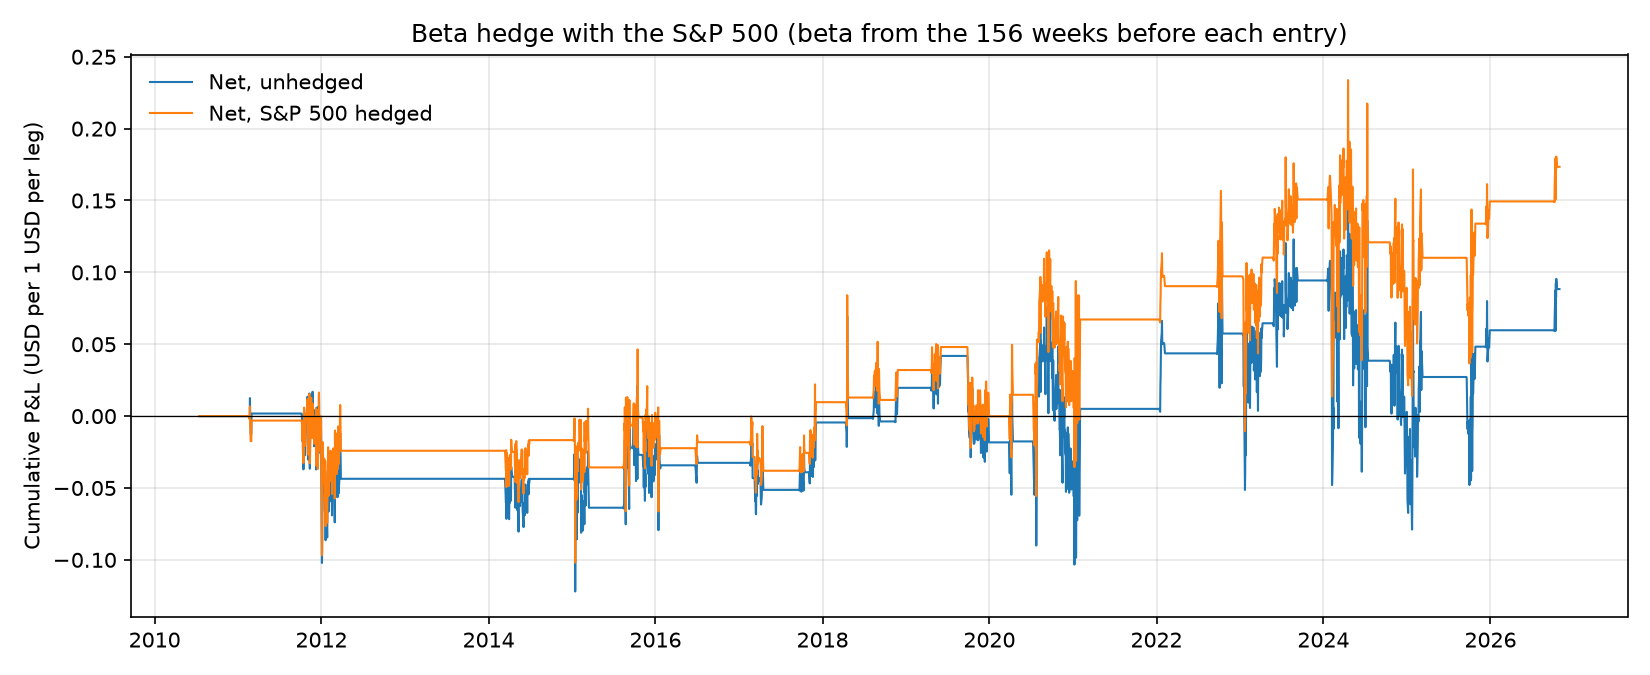 Beta hedge with the S&P 500 (beta from the 156 weeks before each entry)
Net, unhedged
Net, S&P 500 hedged
Cumulative P&L (USD per 1 USD per leg)
0.25
0.20
0.15
0.10
0.05
0.00
−0.05
−0.10
2010 2012 2014 2016 2018 2020 2022 2024 2026